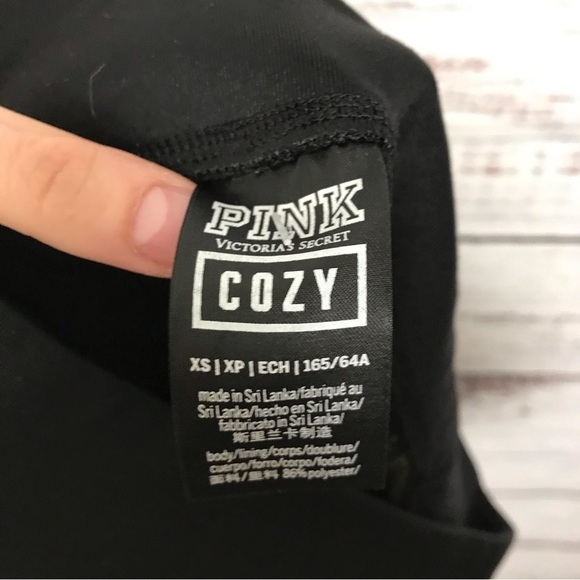 PINK
VICTORIA'S SECRET
COZY
XS | XP | ECH | 165/64A
made in Sri Lanka/fabriqué au
Sri Lanka/hecho en Sri Lanka/
fabbricato in Sri Lanka/
斯里兰卡制造
body/lining/corps/doublure/
cuerpo/forro/corpo/fodera/
面料/里料 86% polyester/